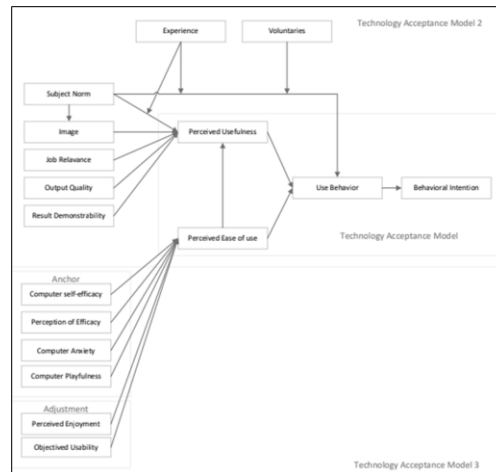 Technology Acceptance Model 2
Experience
Voluntaries
Subject Norm
Image
Perceived Usefulness
Job Relavance
Output Quality
Use Behavior
Behavioral Intention
Result Demonstrability
Perceived Ease of use
Technology Acceptance Model
Anchor
Computer self-efficacy
Perception of Efficacy
Computer Anxiety
Computer Playfulness
Adjustment
Perceived Enjoyment
Objectived Usability
Technology Acceptance Model 3